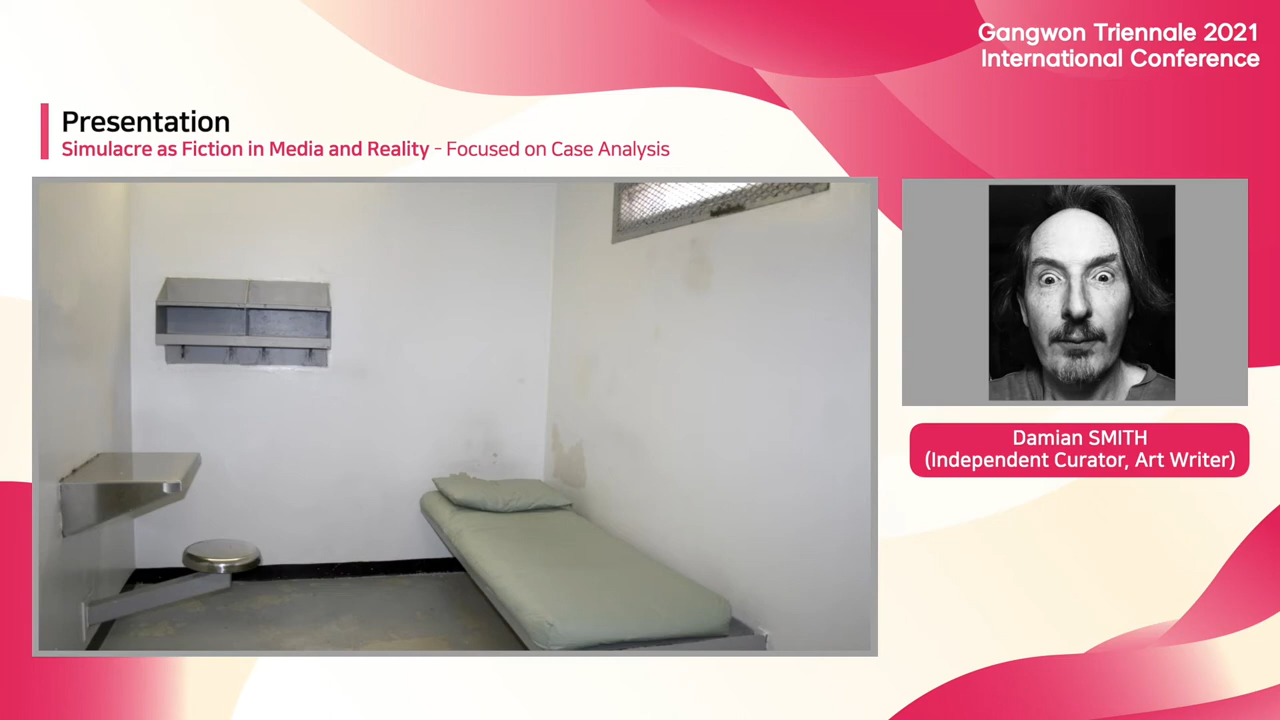 Gangwon Triennale 2021
International Conference
Presentation
Simulacre as Fiction in Media and Reality - Focused on Case Analysis
Damian SMITH
(Independent Curator, Art Writer)